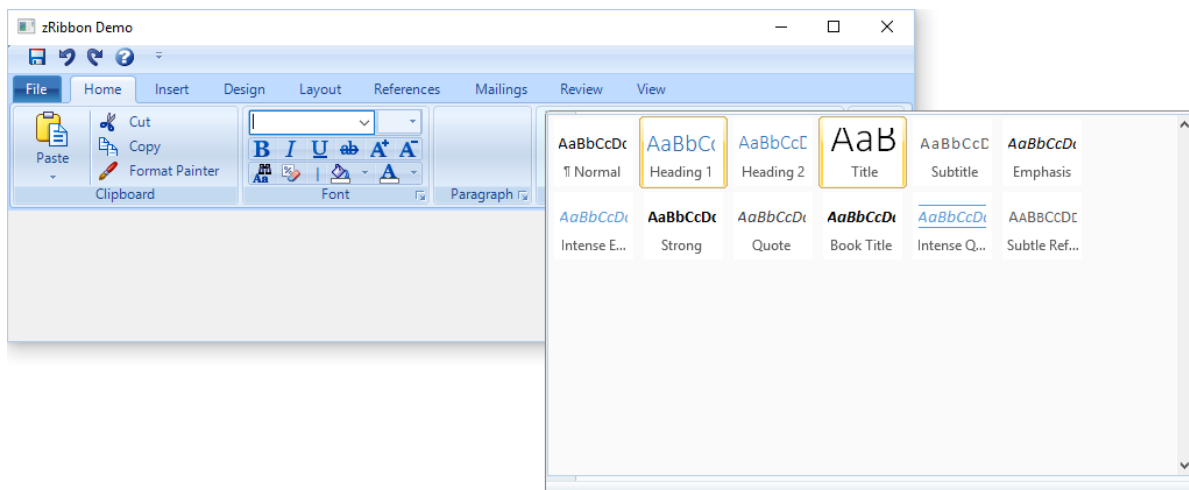 zRibbon Demo
File Home Insert Design Layout References Mailings Review View
Paste
Cut
Copy
Format Painter
Clipboard
B I U ab A+ A-
Aa % A
Font
Paragraph
AaBbCcDc AaBbCc AaBbCcD AaB AaBbCcD AaBbCcDc
¶ Normal Heading 1 Heading 2 Title Subtitle Emphasis
AaBbCcDc AaBbCcDc AaBbCcDc AaBbCcDc AaBbCcDc AABBCCDD
Intense E... Strong Quote Book Title Intense Q... Subtle Ref...